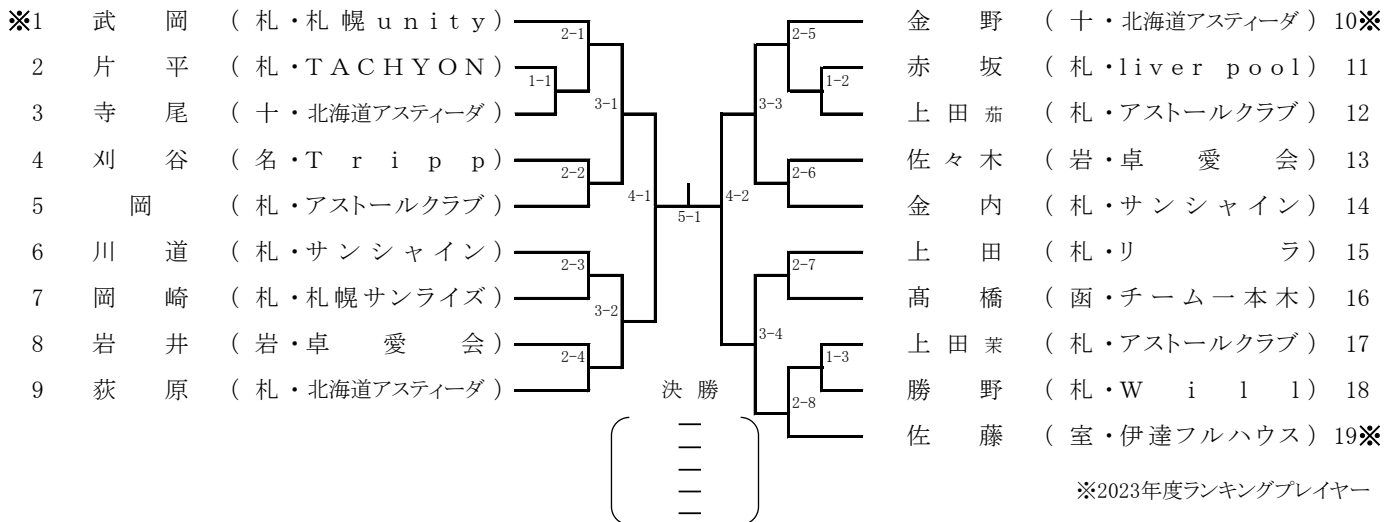 ※1 武岡 (札・札幌unity)
2 片平 (札・TACHYON)
3 寺尾 (十・北海道アスティーダ)
4 刈谷 (名・Tripp)
5 岡 (札・アストールクラブ)
6 川道 (札・サンシャイン)
7 岡崎 (札・札幌サンライズ)
8 岩井 (岩・卓愛会)
9 荻原 (札・北海道アスティーダ)
2-1
1-1
3-1
2-2
4-1
2-3
3-2
2-4
5-1
決勝
—
—
—
—
—
2-5
1-2
3-3
2-6
4-2
2-7
3-4
1-3
2-8
金野 (十・北海道アスティーダ) 10※
赤坂 (札・liver pool) 11
上田茄 (札・アストールクラブ) 12
佐々木 (岩・卓愛会) 13
金内 (札・サンシャイン) 14
上田 (札・リラ) 15
髙橋 (函・チーム一本木) 16
上田茉 (札・アストールクラブ) 17
勝野 (札・Will) 18
佐藤 (室・伊達フルハウス) 19※
※2023年度ランキングプレイヤー